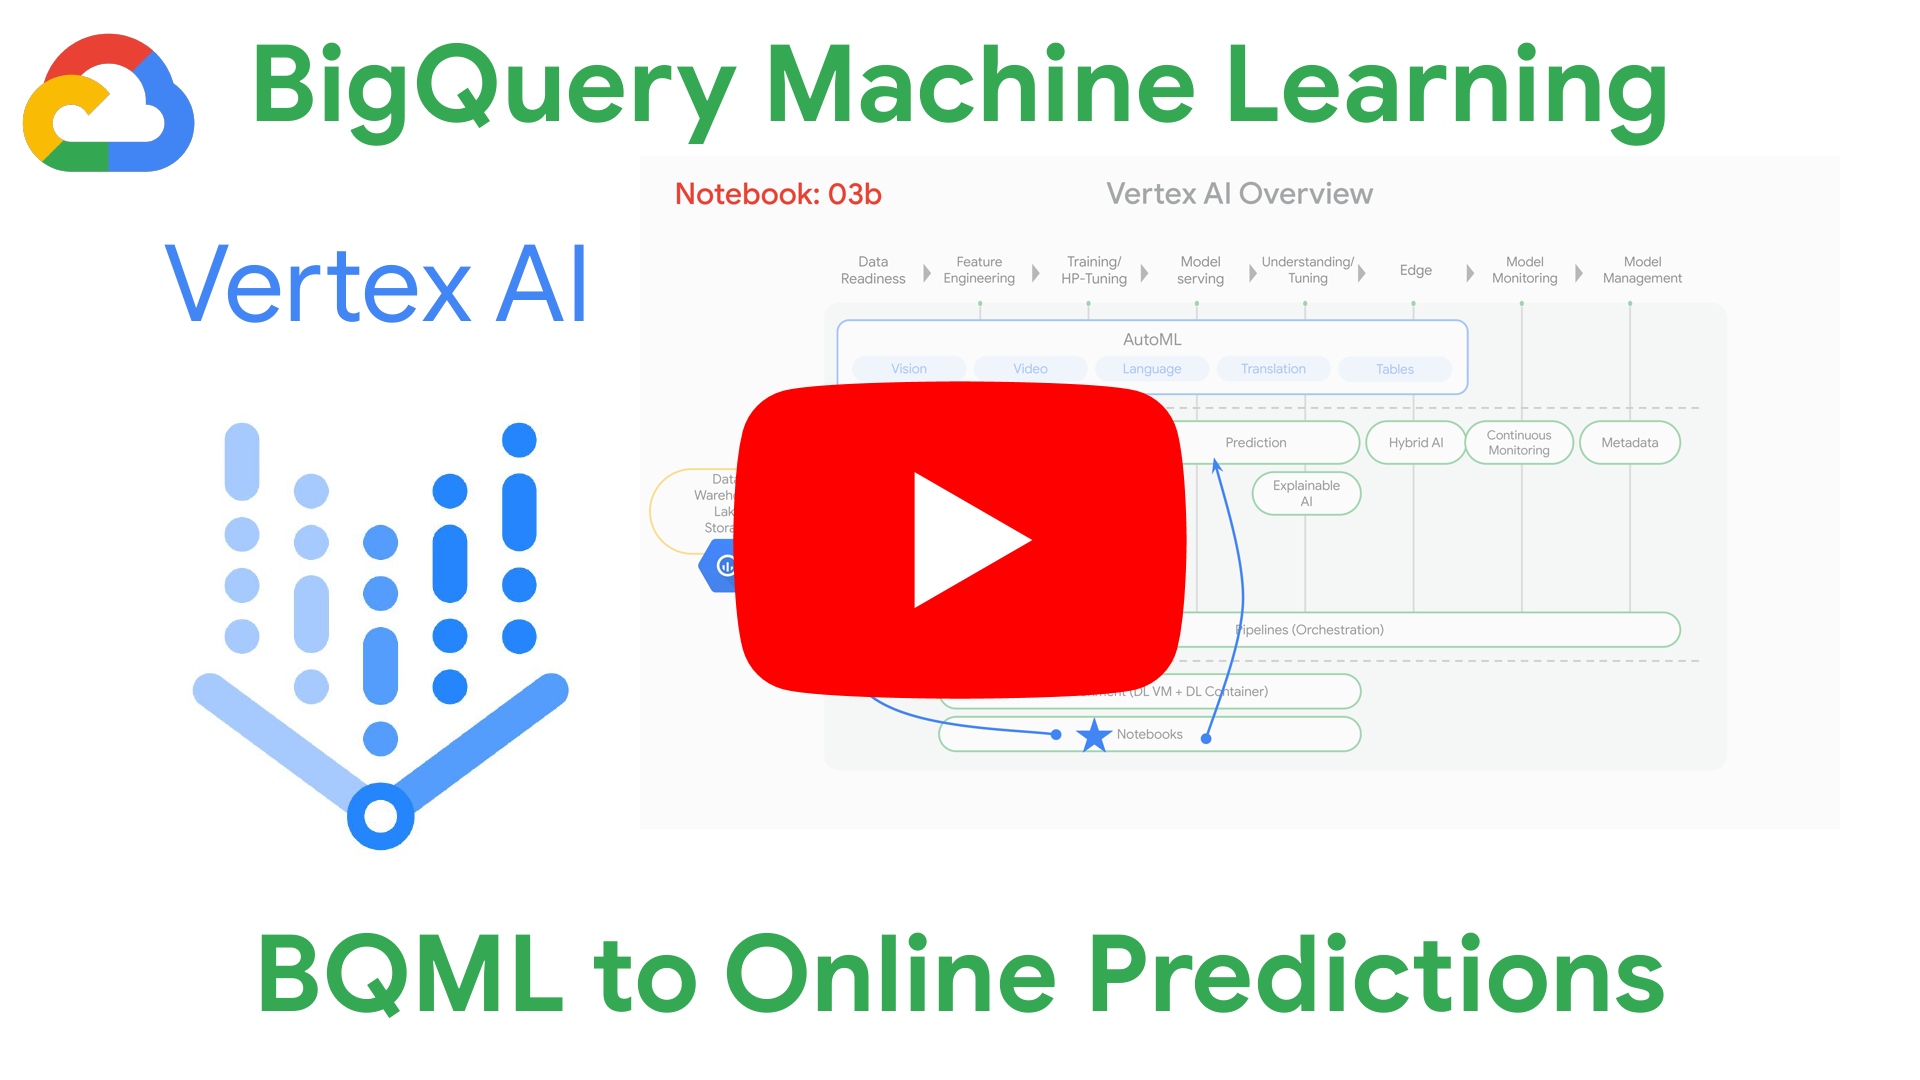 BigQuery Machine Learning
Notebook: 03b
Vertex AI Overview
Vertex AI
Data
Readiness
Feature
Engineering
Training/
HP-Tuning
Model
serving
Understanding/
Tuning
Edge
Model
Monitoring
Model
Management
AutoML
Vision
Video
Language
Translation
Tables
Prediction
Hybrid AI
Continuous
Monitoring
Metadata
Explainable
AI
Data
Pipelines (Orchestration)
(DL VM + DL Container)
Notebooks
BQML to Online Predictions